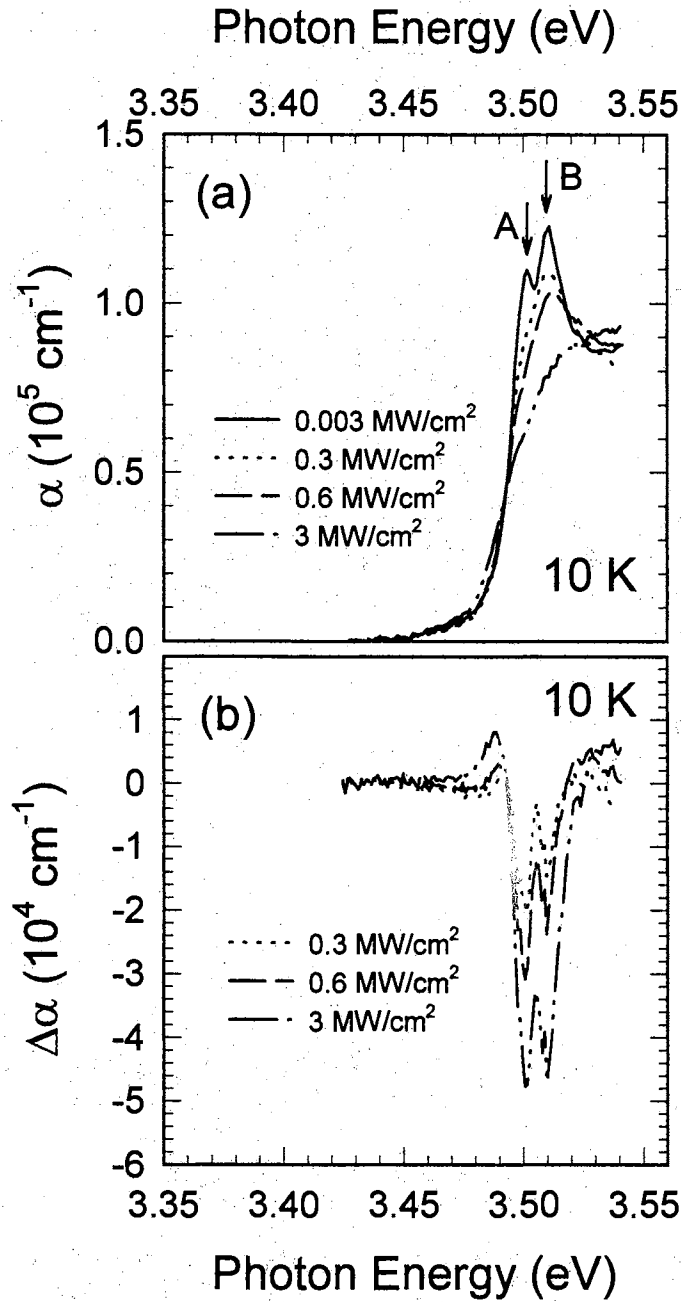 Photon Energy (eV)
3.35 3.40 3.45 3.50 3.55
1.5
(a)
B
A
1.0
α (10⁵ cm⁻¹)
0.003 MW/cm²
0.3 MW/cm²
0.5
0.6 MW/cm²
3 MW/cm²
10 K
0.0
(b)
10 K
1
0
-1
Δα (10⁴ cm⁻¹)
-2
0.3 MW/cm²
-3
0.6 MW/cm²
3 MW/cm²
-4
-5
-6
3.35 3.40 3.45 3.50 3.55
Photon Energy (eV)